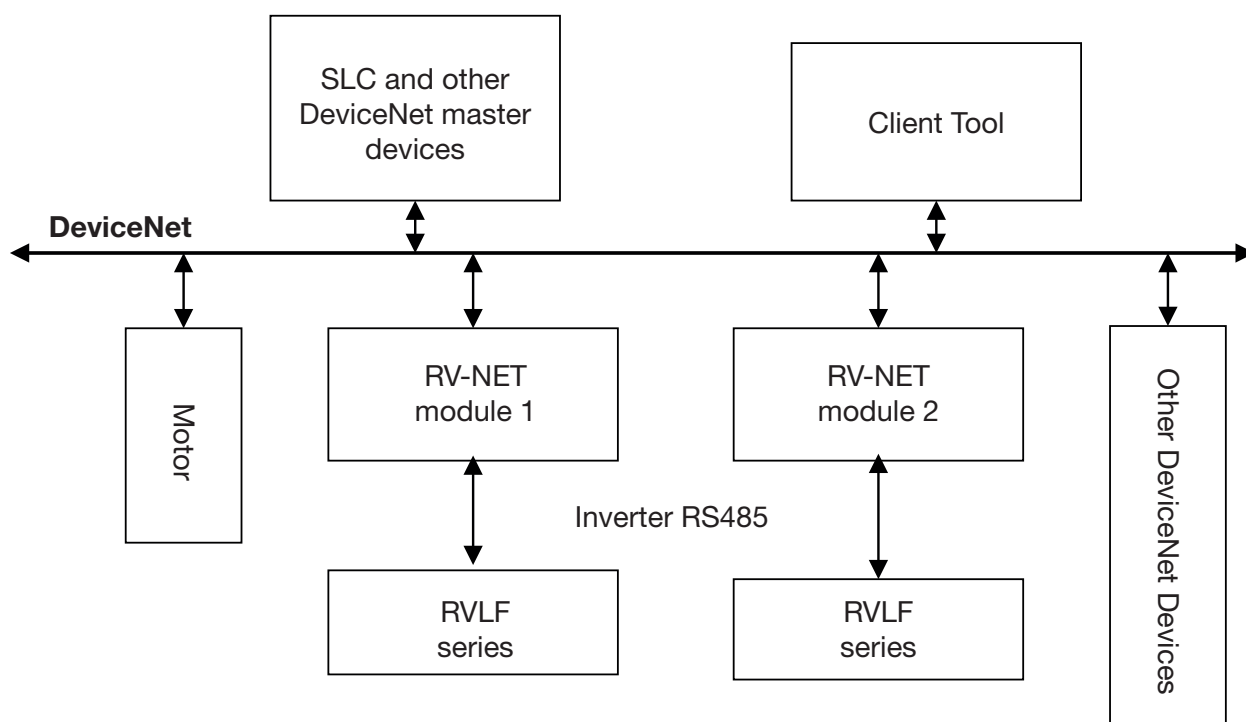 SLC and other
DeviceNet master
devices
Client Tool
DeviceNet
Motor
RV-NET
module 1
RV-NET
module 2
Other DeviceNet Devices
Inverter RS485
RVLF
series
RVLF
series